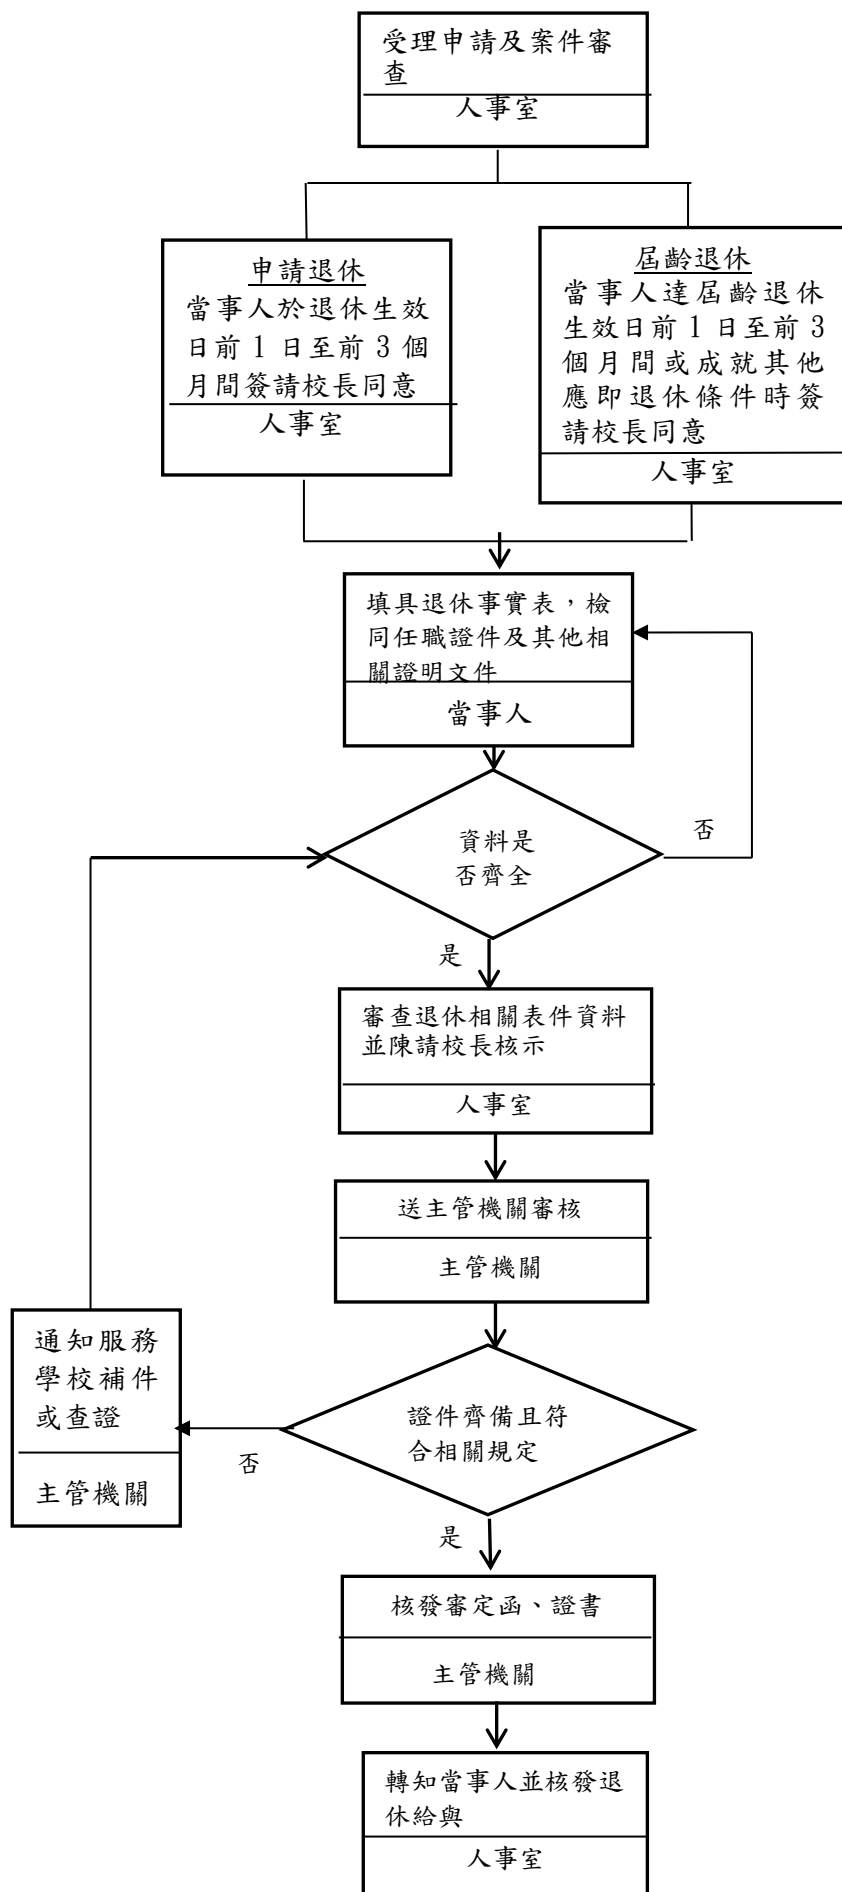 受理申請及案件審
查
人事室
申請退休
當事人於退休生效
日前 1 日至前 3 個
月間簽請校長同意
人事室
屆齡退休
當事人達屆齡退休
生效日前 1 日至前 3
個月間或成就其他
應即退休條件時簽
請校長同意
人事室
填具退休事實表，檢
同任職證件及其他相
關證明文件
當事人
資料是
否齊全
否
是
審查退休相關表件資料
並陳請校長核示
人事室
送主管機關審核
主管機關
證件齊備且符
合相關規定
否
通知服務
學校補件
或查證
主管機關
是
核發審定函、證書
主管機關
轉知當事人並核發退
休給與
人事室